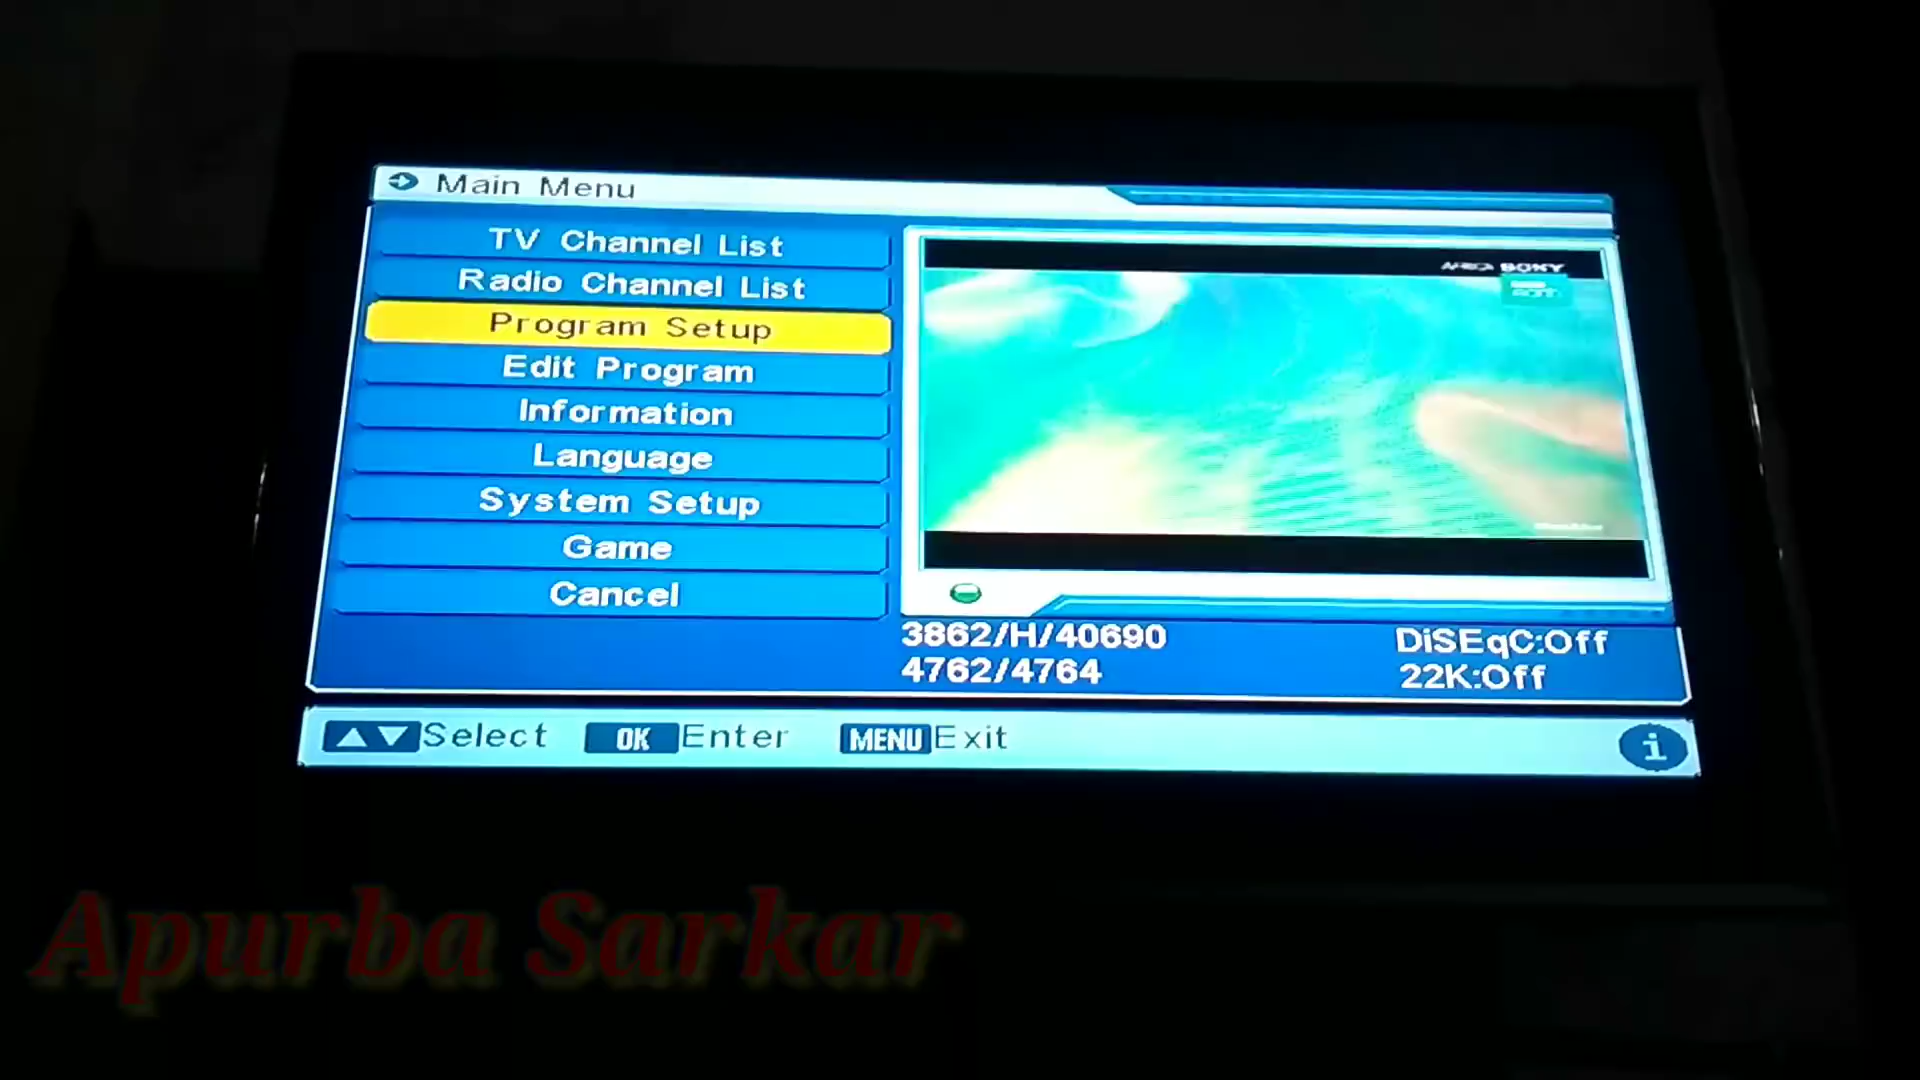 Main Menu
TV Channel List
Radio Channel List
Program Setup
Edit Program
Information
Language
System Setup
Game
Cancel
SONY
3862/H/40690
4762/4764
DiSEqC:Off
22K:Off
Select OK Enter MENU Exit i
Apurba Sarkar